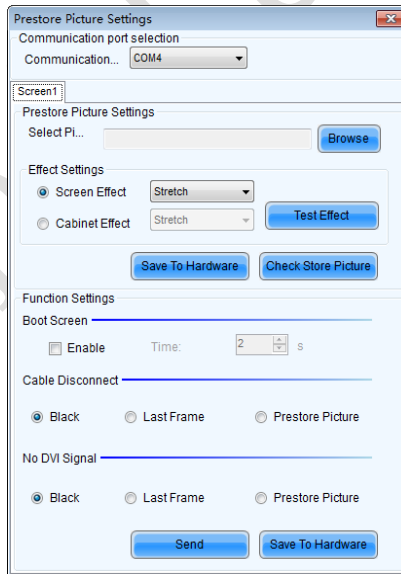 Prestore Picture Settings
Communication port selection
Communication... COM4
Screen1
Prestore Picture Settings
Select Pi... Browse
Effect Settings
Screen Effect Stretch
Cabinet Effect Stretch Test Effect
Save To Hardware Check Store Picture
Function Settings
Boot Screen
Enable Time: 2 s
Cable Disconnect
Black Last Frame Prestore Picture
No DVI Signal
Black Last Frame Prestore Picture
Send Save To Hardware